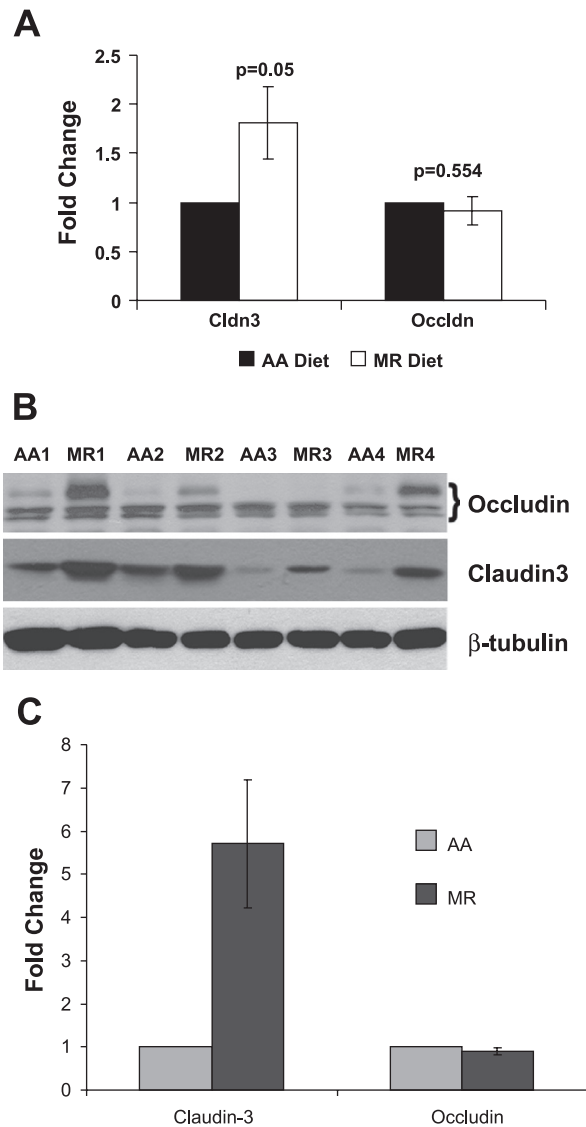 A
2.5
2
1.5
1
0.5
0
Fold Change
p=0.05
p=0.554
Cldn3 Occldn
AA Diet MR Diet
B
AA1 MR1 AA2 MR2 AA3 MR3 AA4 MR4
Occludin
Claudin3
β-tubulin
C
8
7
6
5
4
3
2
1
0
Fold Change
AA
MR
Claudin-3 Occludin